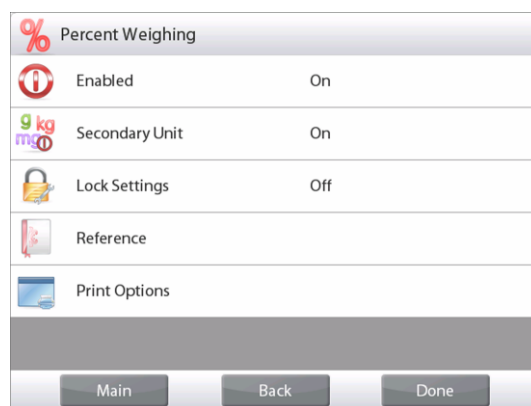 % Percent Weighing
Enabled On
g kg mg Secondary Unit On
Lock Settings Off
Reference
Print Options
Main Back Done